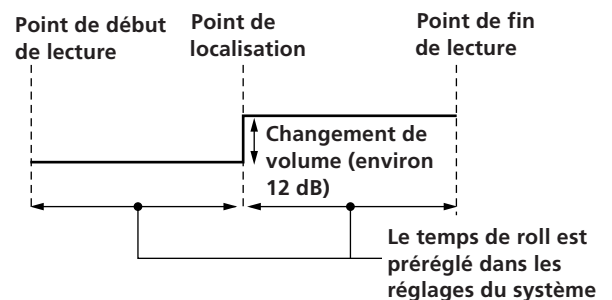 Point de début
de lecture
Point de
localisation
Point de fin
de lecture
Changement de
volume (environ
12 dB)
Le temps de roll est
préréglé dans les
réglages du système